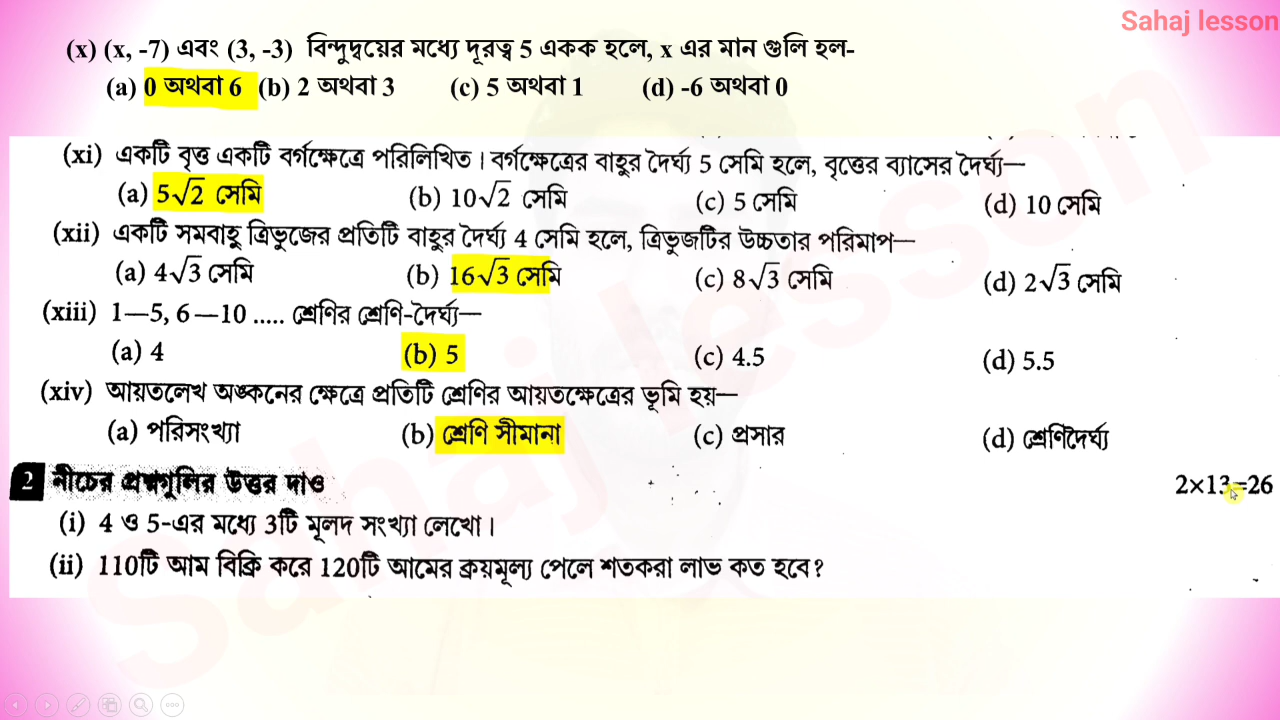 Sahaj lesson
(x) (x, -7) এবং (3, -3) বিন্দুদ্বয়ের মধ্যে দূরত্ব 5 একক হলে, x এর মান গুলি হল-
(a) 0 অথবা 6 (b) 2 অথবা 3 (c) 5 অথবা 1 (d) -6 অথবা 0
(xi) একটি বৃত্ত একটি বর্গক্ষেত্রে পরিলিখিত। বর্গক্ষেত্রের বাহুর দৈর্ঘ্য 5 সেমি হলে, বৃত্তের ব্যাসের দৈর্ঘ্য—
(a) 5√2 সেমি (b) 10√2 সেমি (c) 5 সেমি (d) 10 সেমি
(xii) একটি সমবাহু ত্রিভুজের প্রতিটি বাহুর দৈর্ঘ্য 4 সেমি হলে, ত্রিভুজটির উচ্চতার পরিমাপ—
(a) 4√3 সেমি (b) 16√3 সেমি (c) 8√3 সেমি (d) 2√3 সেমি
(xiii) 1—5, 6—10 ..... শ্রেণির শ্রেণি-দৈর্ঘ্য—
(a) 4 (b) 5 (c) 4.5 (d) 5.5
(xiv) আয়তলেখ অঙ্কনের ক্ষেত্রে প্রতিটি শ্রেণির আয়তক্ষেত্রের ভূমি হয়—
(a) পরিসংখ্যা (b) শ্রেণি সীমানা (c) প্রসার (d) শ্রেণিদৈর্ঘ্য
2 নীচের প্রশ্নগুলির উত্তর দাও 2×13=26
(i) 4 ও 5-এর মধ্যে 3টি মূলদ সংখ্যা লেখো।
(ii) 110টি আম বিক্রি করে 120টি আমের ক্রয়মূল্য পেলে শতকরা লাভ কত হবে?
Sahaj lesson